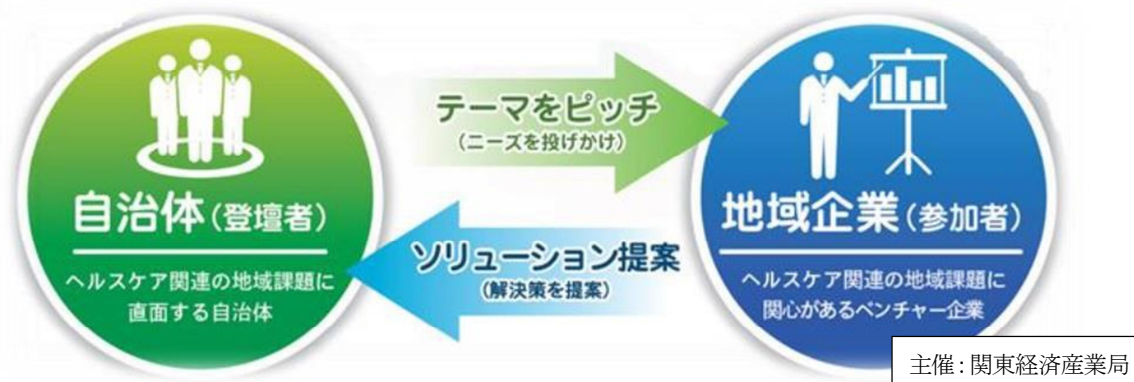 自治体(登壇者)
ヘルスケア関連の地域課題に
直面する自治体
テーマをピッチ
(ニーズを投げかけ)
ソリューション提案
(解決策を提案)
地域企業(参加者)
ヘルスケア関連の地域課題に
関心があるベンチャー企業
主催:関東経済産業局